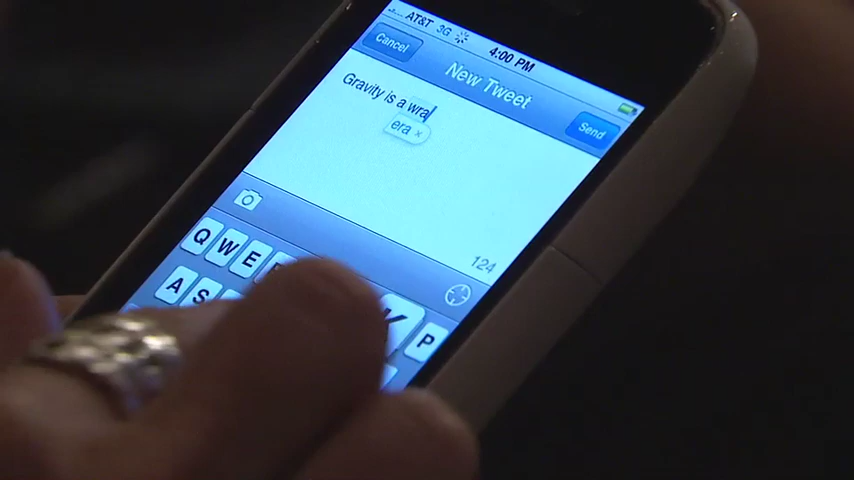 AT&T 3G 4:00 PM
Cancel New Tweet Send
Gravity is a wra
era x
124
Q W E
P
A S